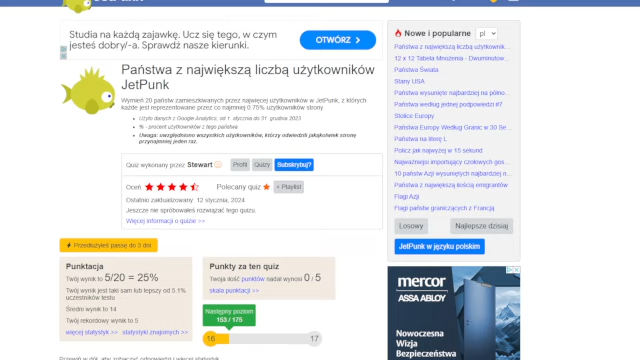 Studia na każdą zajawkę. Ucz się tego, w czym
jesteś dobry/-a. Sprawdź nasze kierunki.
OTWÓRZ
Państwa z największą liczbą użytkowników
JetPunk
Wymień 20 państw zamieszkiwanych przez najwięcej użytkowników w JetPunk, z których
każde jest reprezentowane przez co najmniej 0.75% użytkowników strony
Użyto danych z Google Analytics, od 1. stycznia do 31. grudnia 2023
% - procent użytkowników z tego państwa
Uwaga: uwzględniono wszystkich użytkowników, którzy odwiedzili jakąkolwiek stronę
przynajmniej raz.
Quiz wykonany przez Stewart
Profil
Quizy
Subskrybuj?
Oceń
Polecany quiz
+ Playlist
Ostatnio zaktualizowano 12 stycznia, 2024
Jeszcze nie spróbowałeś rozwiązać tego quizu.
Więcej informacji o quizie >>
Przedłużyłeś passę do 3 dni
Punktacja
Twój wynik to 5/20 = 25%
Twój wynik jest taki sam lub lepszy od 5.1%
uczestników testu
Średni wynik to 14
Twój rekordowy wynik to 5
więcej statystyk >>
statystyki znajomych >>
Punkty za ten quiz
Twoja ilość punktów nadal wynosi 0 / 5
skala punktacji >>
Następny poziom
153 / 175
16
17
Nowe i popularne
pl
Państwa z największą liczbą użytkownik...
12 x 12 Tabela Mnożenia - Dwuminutow...
Państwa Świata
Stany USA
Państwa wysunięte najbardziej na półno...
Państwa według jednej podpowiedzi #7
Stolice Europy
Państwa Europy Według Granic w 30 Se...
Państwa na literę L
Policz jak najwyżej w 15 sekund
Najważniejsi importujący czołowych gos...
10 państw Azji wysuniętych najbardziej n...
Państwa z największą ilością emigrantów
Flagi Azji
Flagi państw graniczących z Francją
Losowy
Najlepsze dzisiaj
JetPunk w języku polskim
mercor
ASSA ABLOY
Nowoczesna
Wizja
Bezpieczeństwa